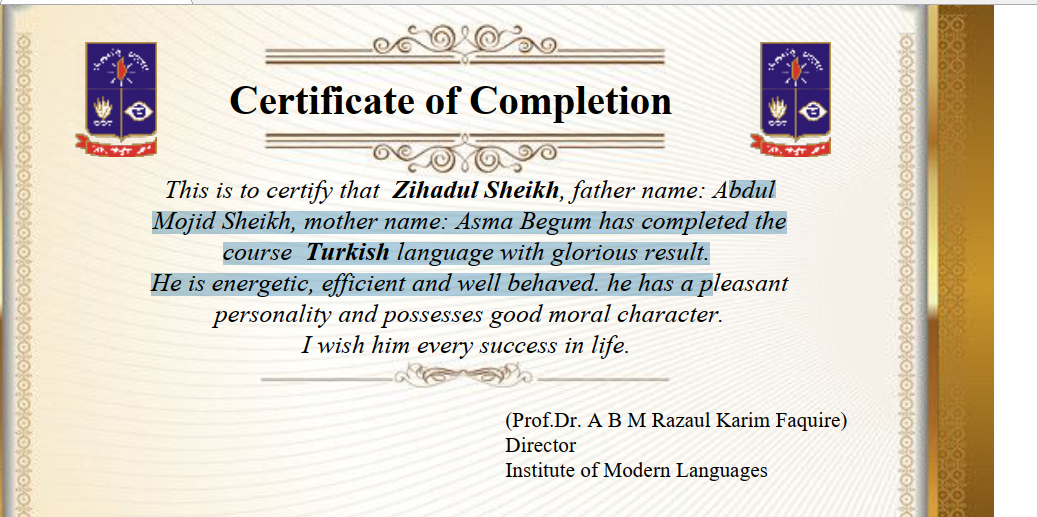 Certificate of Completion
This is to certify that Zihadul Sheikh, father name: Abdul
Mojid Sheikh, mother name: Asma Begum has completed the
course Turkish language with glorious result.
He is energetic, efficient and well behaved. he has a pleasant
personality and possesses good moral character.
I wish him every success in life.
(Prof.Dr. A B M Razaul Karim Faquire)
Director
Institute of Modern Languages